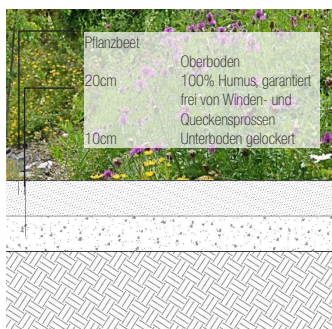 Pflanzbeet
Oberboden
20cm 100% Humus, garantiert
frei von Winden- und
Queckensprossen
10cm Unterboden gelockert